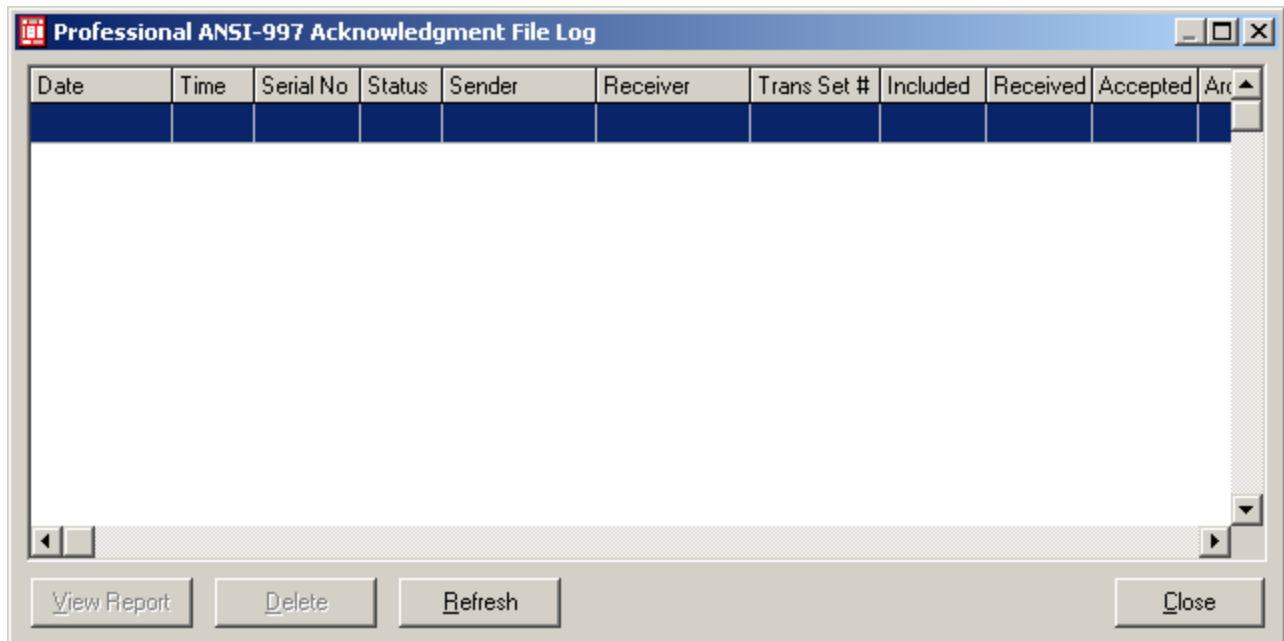 Professional ANSI-997 Acknowledgment File Log
Date Time Serial No Status Sender Receiver Trans Set # Included Received Accepted Arc
View Report Delete Refresh Close